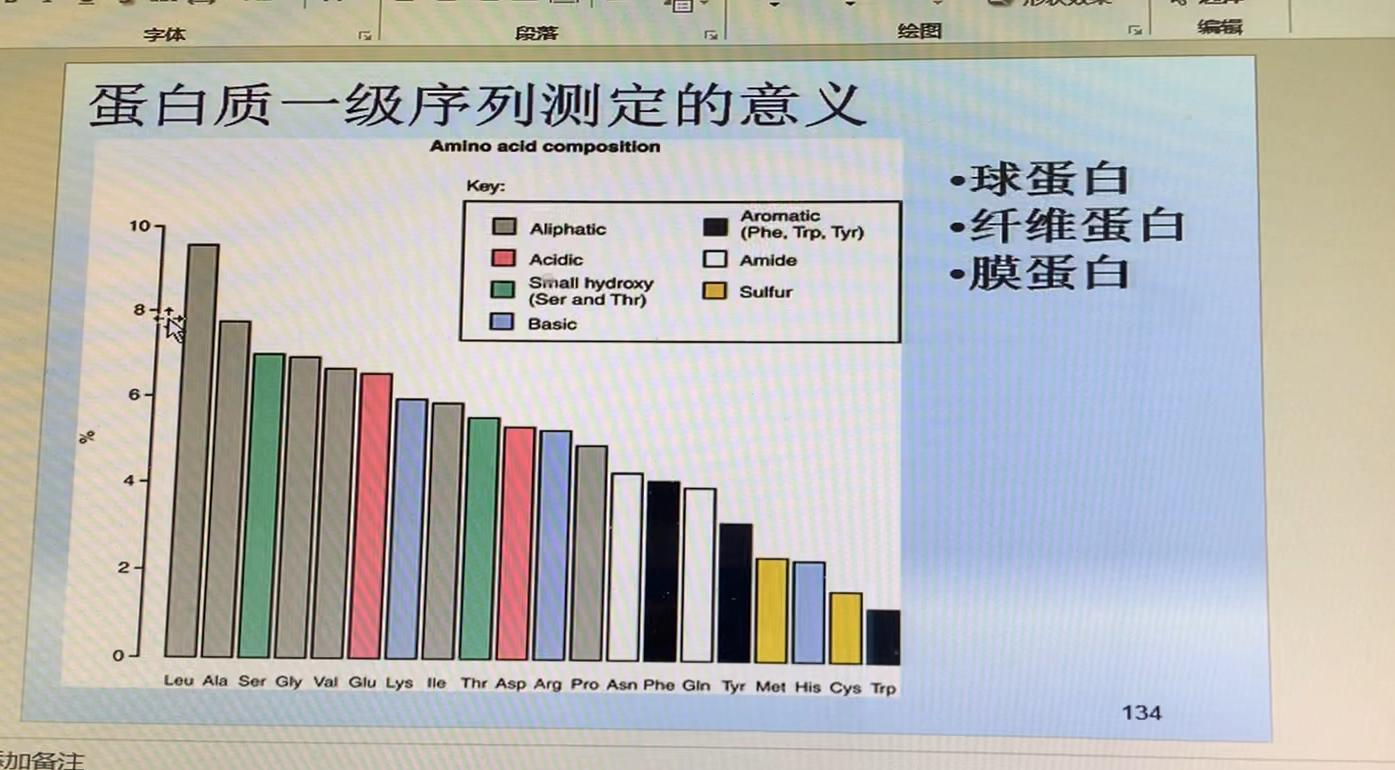 字体
段落
绘图
编辑
蛋白质一级序列测定的意义
Amino acid composition
Key:
Aliphatic
Acidic
Small hydroxy
(Ser and Thr)
Basic
Aromatic
(Phe, Trp, Tyr)
Amide
Sulfur
•球蛋白
•纤维蛋白
•膜蛋白
10
8
6
4
2
0
%
Leu Ala Ser Gly Val Glu Lys Ile Thr Asp Arg Pro Asn Phe Gln Tyr Met His Cys Trp
134
加备注